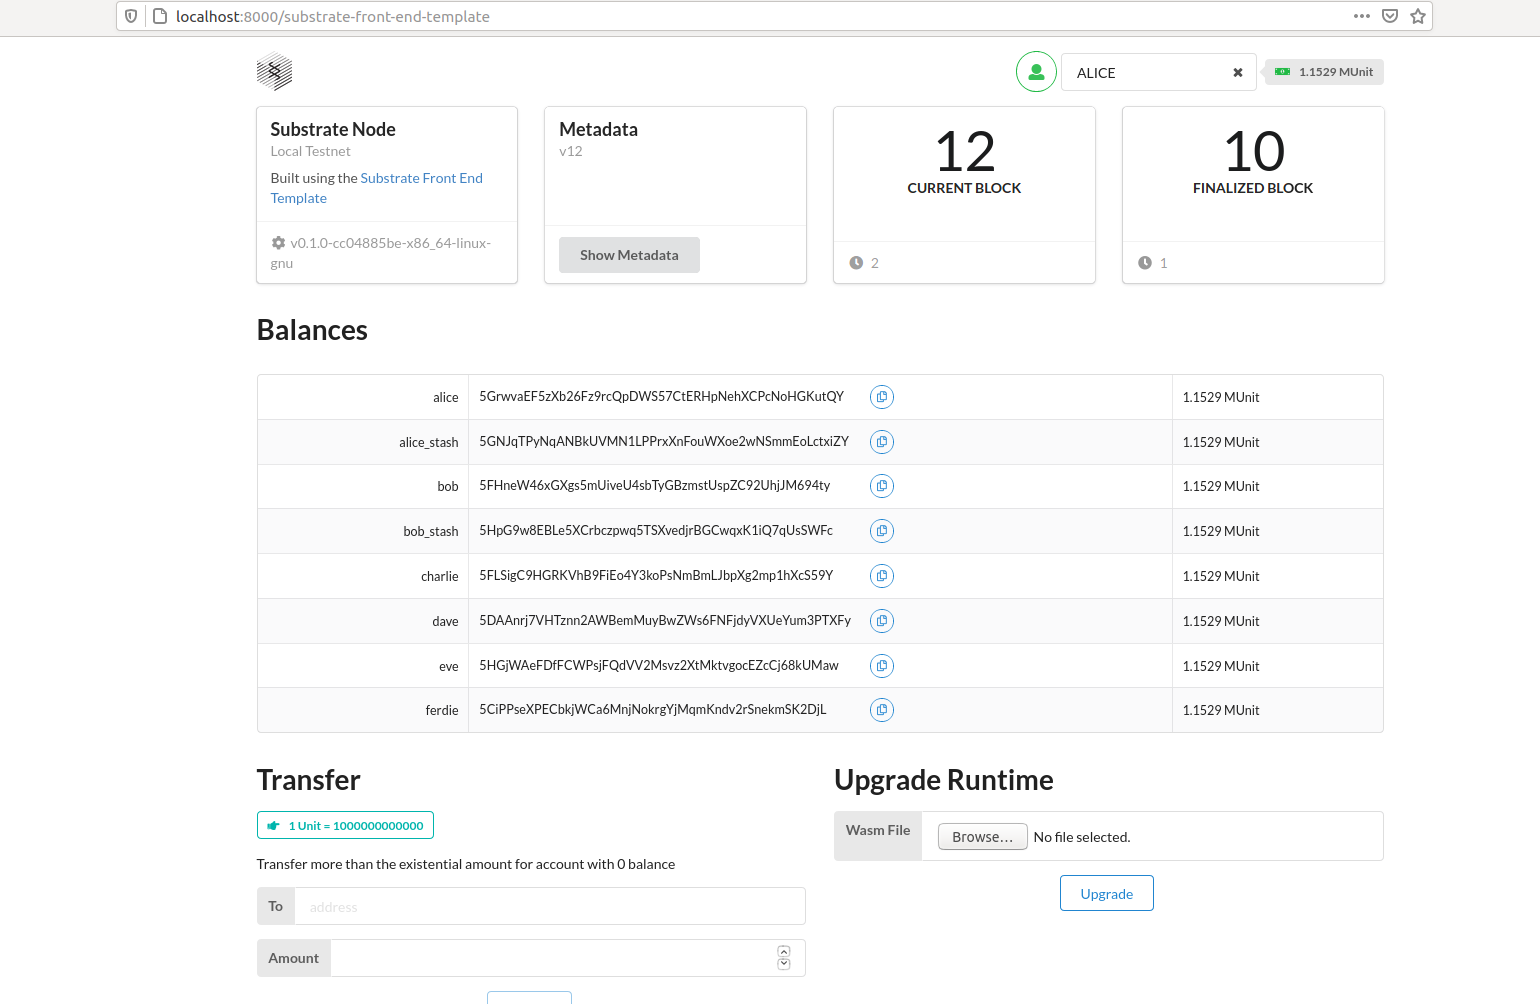 localhost:8000/substrate-front-end-template
ALICE
1.1529 MUnit
Substrate Node
Local Testnet
Built using the Substrate Front End
Template
v0.1.0-cc04885be-x86_64-linux-
gnu
Metadata
v12
Show Metadata
12
CURRENT BLOCK
2
10
FINALIZED BLOCK
1
Balances
alice 5GrwvaEF5zXb26Fz9rcQpDWS57CtERHpNehXCPcNoHGKutQY 1.1529 MUnit
alice_stash 5GNJqTPyNqANBkUVMN1LPPrxXnFouWXoe2wNSmmEoLctxiZY 1.1529 MUnit
bob 5FHneW46xGXgs5mUiveU4sbTyGBzmstUspZC92UhjJM694ty 1.1529 MUnit
bob_stash 5HpG9w8EBLe5XCrbczpwq5TSXvedjrBGCwqxK1iQ7qUsSWFc 1.1529 MUnit
charlie 5FLSigC9HGRKVhB9FiEo4Y3koPsNmBmLJbpXg2mp1hXcS59Y 1.1529 MUnit
dave 5DAAnrj7VHTznn2AWBemMuyBwZWs6FNFjdyVXUeYum3PTXFy 1.1529 MUnit
eve 5HGjWAeFDfFCWPsjFQdVV2Msvz2XtMktvgocEZcCj68kUMaw 1.1529 MUnit
ferdie 5CiPPseXPECbkjWCa6MnjNokrgYjMqmKndv2rSnekmSK2DjL 1.1529 MUnit
Transfer
1 Unit = 1000000000000
Transfer more than the existential amount for account with 0 balance
To address
Amount
Upgrade Runtime
Wasm File Browse... No file selected.
Upgrade